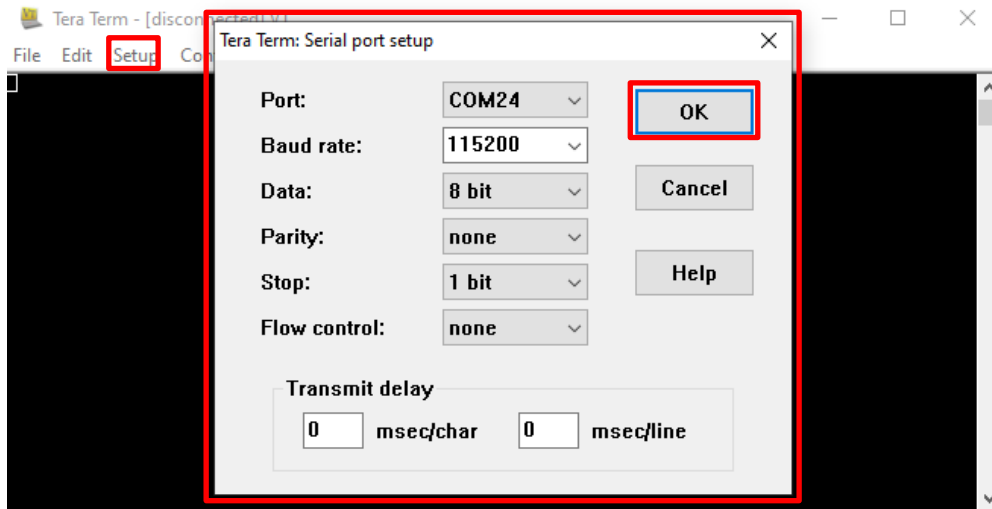 Tera Term - [disconnected] VT
File Edit Setup Con
Tera Term: Serial port setup
Port: COM24
OK
Baud rate: 115200
Data: 8 bit
Cancel
Parity: none
Stop: 1 bit
Help
Flow control: none
Transmit delay
0 msec/char 0 msec/line